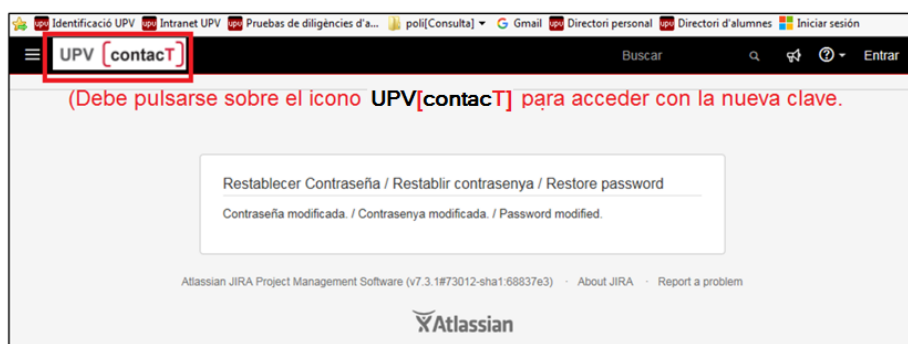 Identificació UPV Intranet UPV Pruebas de diligències d'a... poli[Consulta] Gmail Directori personal Directori d'alumnes Iniciar sesión
UPV [contacT] Buscar Entrar
(Debe pulsarse sobre el icono UPV[contacT] para acceder con la nueva clave.
Restablecer Contraseña / Restablir contrasenya / Restore password
Contraseña modificada. / Contrasenya modificada. / Password modified.
Atlassian JIRA Project Management Software (v7.3.1#73012-sha1:68837e3) · About JIRA · Report a problem
Atlassian